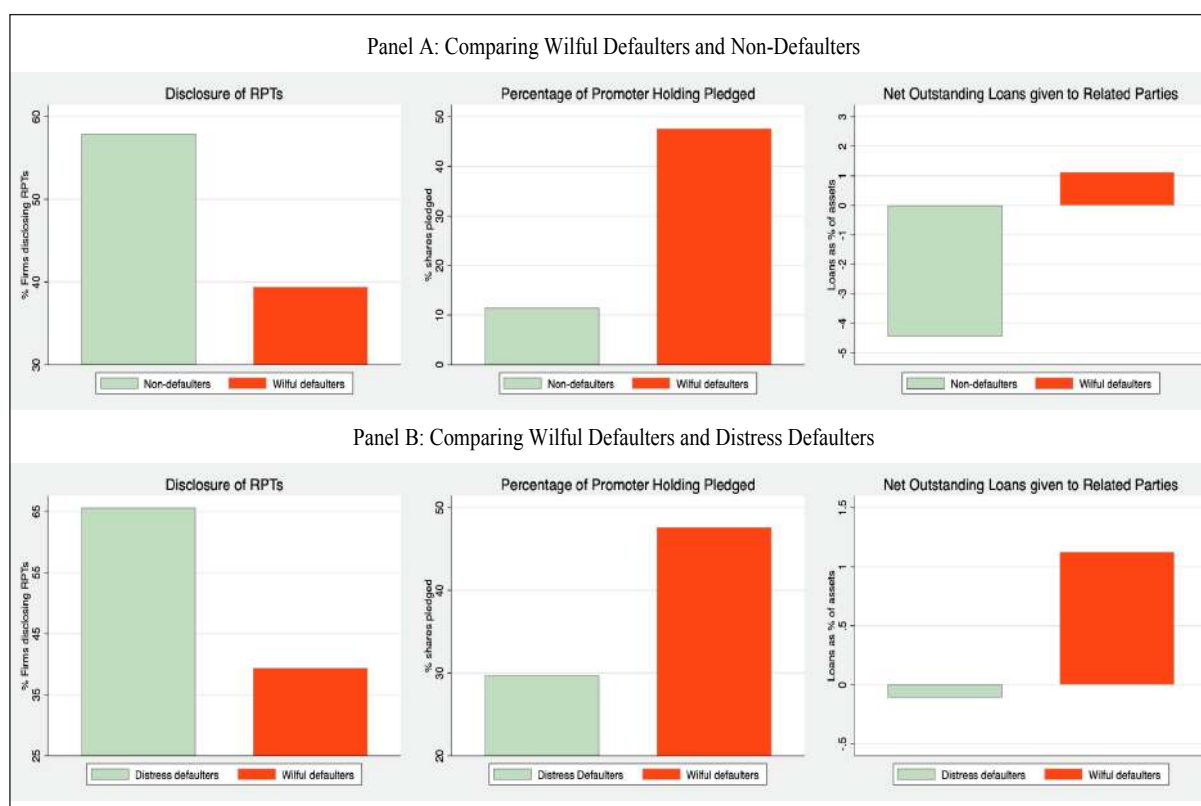 Panel A: Comparing Wilful Defaulters and Non-Defaulters
Disclosure of RPTs
% Firms disclosing RPTs
60
50
40
30
Non-defaulters
Wilful defaulters
Percentage of Promoter Holding Pledged
% shares pledged
50
40
30
20
10
0
Non-defaulters
Wilful defaulters
Net Outstanding Loans given to Related Parties
Loans as % of assets
3
2
1
0
-1
-2
-3
-4
-5
Non-defaulters
Wilful defaulters
Panel B: Comparing Wilful Defaulters and Distress Defaulters
Disclosure of RPTs
% Firms disclosing RPTs
65
55
45
35
25
Distress defaulters
Wilful defaulters
Percentage of Promoter Holding Pledged
% shares pledged
50
40
30
20
Distress Defaulters
Wilful defaulters
Net Outstanding Loans given to Related Parties
Loans as % of assets
1.5
1
.5
0
-.5
Distress defaulters
Wilful defaulters